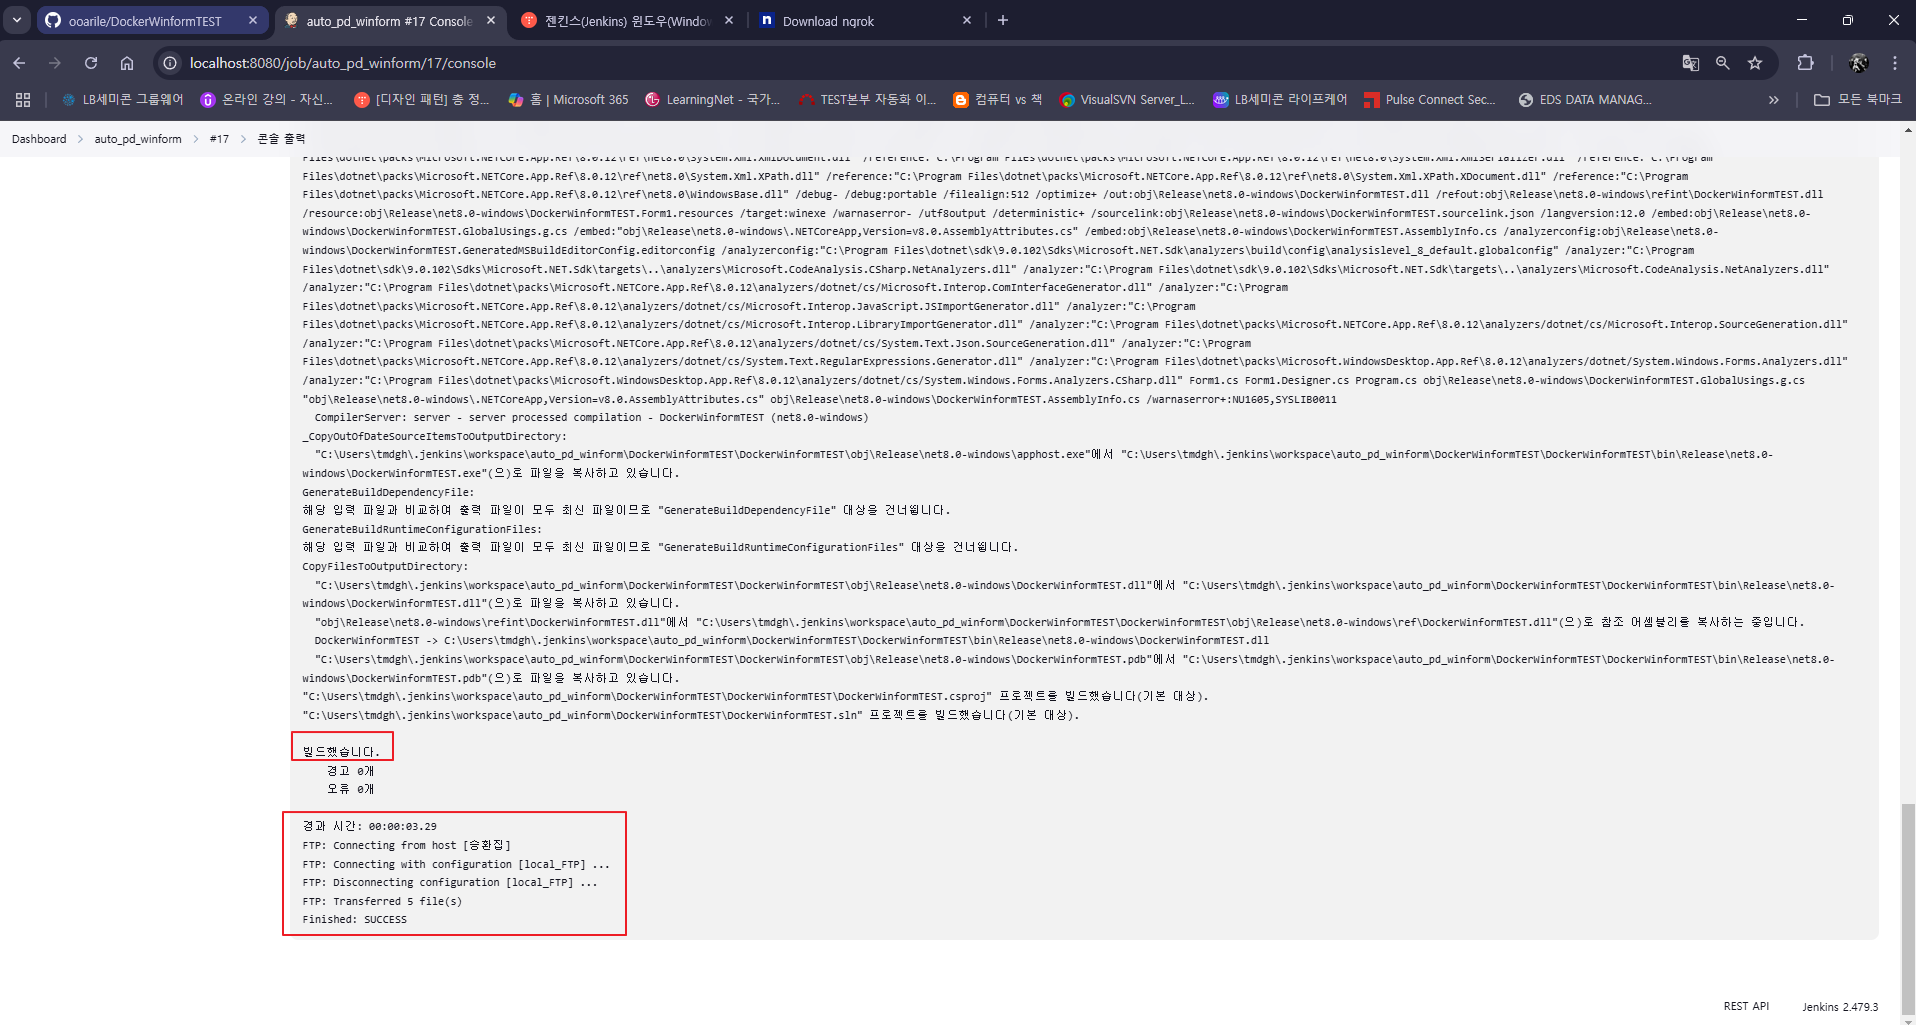 ooarile/DockerWinformTEST
auto_pd_winform #17 Console
젠킨스(Jenkins) 윈도우(Windo
Download ngrok
localhost:8080/job/auto_pd_winform/17/console
LB세미콘 그룹웨어
온라인 강의 - 자신...
[디자인 패턴] 총 정...
홈 | Microsoft 365
LearningNet - 국가...
TEST본부 자동화 이...
컴퓨터 vs 책
VisualSVN Server_L...
LB세미콘 라이프케어
Pulse Connect Sec...
EDS DATA MANAG...
모든 북마크
Dashboard > auto_pd_winform > #17 > 콘솔 출력
Files\dotnet\packs\Microsoft.NETCore.App.Ref\8.0.12\ref\net8.0\System.Xml.XmlDocument.dll" /reference:"C:\Program Files\dotnet\packs\Microsoft.NETCore.App.Ref\8.0.12\ref\net8.0\System.Xml.XmlSerializer.dll" /reference:"C:\Program
Files\dotnet\packs\Microsoft.NETCore.App.Ref\8.0.12\ref\net8.0\System.Xml.XPath.dll" /reference:"C:\Program Files\dotnet\packs\Microsoft.NETCore.App.Ref\8.0.12\ref\net8.0\System.Xml.XPath.XDocument.dll" /reference:"C:\Program
Files\dotnet\packs\Microsoft.NETCore.App.Ref\8.0.12\ref\net8.0\WindowsBase.dll" /debug- /debug:portable /filealign:512 /optimize+ /out:obj\Release\net8.0-windows\DockerWinformTEST.dll /refout:obj\Release\net8.0-windows\refint\DockerWinformTEST.dll
/resource:obj\Release\net8.0-windows\DockerWinformTEST.Form1.resources /target:winexe /warnaserror- /utf8output /deterministic+ /sourcelink:obj\Release\net8.0-windows\DockerWinformTEST.sourcelink.json /langversion:12.0 /embed:obj\Release\net8.0-
windows\DockerWinformTEST.GlobalUsings.g.cs /embed:"obj\Release\net8.0-windows\.NETCoreApp,Version=v8.0.AssemblyAttributes.cs" /embed:obj\Release\net8.0-windows\DockerWinformTEST.AssemblyInfo.cs /analyzerconfig:obj\Release\net8.0-
windows\DockerWinformTEST.GeneratedMSBuildEditorConfig.editorconfig /analyzerconfig:"C:\Program Files\dotnet\sdk\9.0.102\Sdks\Microsoft.NET.Sdk\analyzers\build\config\analysislevel_8_default.globalconfig" /analyzer:"C:\Program
Files\dotnet\sdk\9.0.102\Sdks\Microsoft.NET.Sdk\targets\..\analyzers\Microsoft.CodeAnalysis.CSharp.NetAnalyzers.dll" /analyzer:"C:\Program Files\dotnet\sdk\9.0.102\Sdks\Microsoft.NET.Sdk\targets\..\analyzers\Microsoft.CodeAnalysis.NetAnalyzers.dll"
/analyzer:"C:\Program Files\dotnet\packs\Microsoft.NETCore.App.Ref\8.0.12\analyzers/dotnet/cs/Microsoft.Interop.ComInterfaceGenerator.dll" /analyzer:"C:\Program
Files\dotnet\packs\Microsoft.NETCore.App.Ref\8.0.12\analyzers/dotnet/cs/Microsoft.Interop.JavaScript.JSImportGenerator.dll" /analyzer:"C:\Program
Files\dotnet\packs\Microsoft.NETCore.App.Ref\8.0.12\analyzers/dotnet/cs/Microsoft.Interop.LibraryImportGenerator.dll" /analyzer:"C:\Program Files\dotnet\packs\Microsoft.NETCore.App.Ref\8.0.12\analyzers/dotnet/cs/Microsoft.Interop.SourceGeneration.dll"
/analyzer:"C:\Program Files\dotnet\packs\Microsoft.NETCore.App.Ref\8.0.12\analyzers/dotnet/cs/System.Text.Json.SourceGeneration.dll" /analyzer:"C:\Program
Files\dotnet\packs\Microsoft.NETCore.App.Ref\8.0.12\analyzers/dotnet/cs/System.Text.RegularExpressions.Generator.dll" /analyzer:"C:\Program Files\dotnet\packs\Microsoft.WindowsDesktop.App.Ref\8.0.12\analyzers/dotnet/System.Windows.Forms.Analyzers.dll"
/analyzer:"C:\Program Files\dotnet\packs\Microsoft.WindowsDesktop.App.Ref\8.0.12\analyzers/dotnet/cs/System.Windows.Forms.Analyzers.CSharp.dll" Form1.cs Form1.Designer.cs Program.cs obj\Release\net8.0-windows\DockerWinformTEST.GlobalUsings.g.cs
"obj\Release\net8.0-windows\.NETCoreApp,Version=v8.0.AssemblyAttributes.cs" obj\Release\net8.0-windows\DockerWinformTEST.AssemblyInfo.cs /warnaserror+:NU1605,SYSLIB0011
CompilerServer: server - server processed compilation - DockerWinformTEST (net8.0-windows)
_CopyOutOfDateSourceItemsToOutputDirectory:
"C:\Users\tmdgh\.jenkins\workspace\auto_pd_winform\DockerWinformTEST\DockerWinformTEST\obj\Release\net8.0-windows\apphost.exe"에서 "C:\Users\tmdgh\.jenkins\workspace\auto_pd_winform\DockerWinformTEST\DockerWinformTEST\bin\Release\net8.0-
windows\DockerWinformTEST.exe"(으)로 파일을 복사하고 있습니다.
GenerateBuildDependencyFile:
해당 입력 파일과 비교하여 출력 파일이 모두 최신 파일이므로 "GenerateBuildDependencyFile" 대상을 건너뜁니다.
GenerateBuildRuntimeConfigurationFiles:
해당 입력 파일과 비교하여 출력 파일이 모두 최신 파일이므로 "GenerateBuildRuntimeConfigurationFiles" 대상을 건너뜁니다.
CopyFilesToOutputDirectory:
"C:\Users\tmdgh\.jenkins\workspace\auto_pd_winform\DockerWinformTEST\DockerWinformTEST\obj\Release\net8.0-windows\DockerWinformTEST.dll"에서 "C:\Users\tmdgh\.jenkins\workspace\auto_pd_winform\DockerWinformTEST\DockerWinformTEST\bin\Release\net8.0-
windows\DockerWinformTEST.dll"(으)로 파일을 복사하고 있습니다.
"obj\Release\net8.0-windows\refint\DockerWinformTEST.dll"에서 "C:\Users\tmdgh\.jenkins\workspace\auto_pd_winform\DockerWinformTEST\DockerWinformTEST\obj\Release\net8.0-windows\ref\DockerWinformTEST.dll"(으)로 참조 어셈블리를 복사하는 중입니다.
DockerWinformTEST -> C:\Users\tmdgh\.jenkins\workspace\auto_pd_winform\DockerWinformTEST\DockerWinformTEST\bin\Release\net8.0-windows\DockerWinformTEST.dll
"C:\Users\tmdgh\.jenkins\workspace\auto_pd_winform\DockerWinformTEST\DockerWinformTEST\obj\Release\net8.0-windows\DockerWinformTEST.pdb"에서 "C:\Users\tmdgh\.jenkins\workspace\auto_pd_winform\DockerWinformTEST\DockerWinformTEST\bin\Release\net8.0-
windows\DockerWinformTEST.pdb"(으)로 파일을 복사하고 있습니다.
"C:\Users\tmdgh\.jenkins\workspace\auto_pd_winform\DockerWinformTEST\DockerWinformTEST\DockerWinformTEST.csproj" 프로젝트를 빌드했습니다(기본 대상).
"C:\Users\tmdgh\.jenkins\workspace\auto_pd_winform\DockerWinformTEST\DockerWinformTEST.sln" 프로젝트를 빌드했습니다(기본 대상).
빌드했습니다.
경고 0개
오류 0개
경과 시간: 00:00:03.29
FTP: Connecting from host [승환집]
FTP: Connecting with configuration [local_FTP] ...
FTP: Disconnecting configuration [local_FTP] ...
FTP: Transferred 5 file(s)
Finished: SUCCESS
REST API
Jenkins 2.479.3